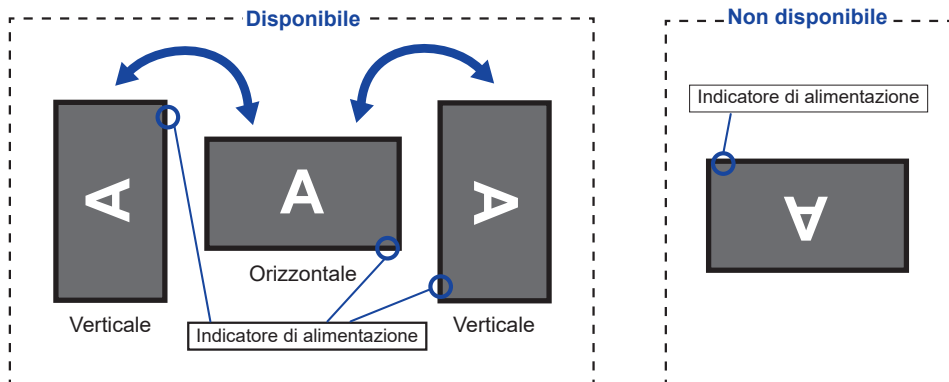 Disponibile
A
A
A
Orizzontale
Verticale
Verticale
Indicatore di alimentazione
Non disponibile
Indicatore di alimentazione
A